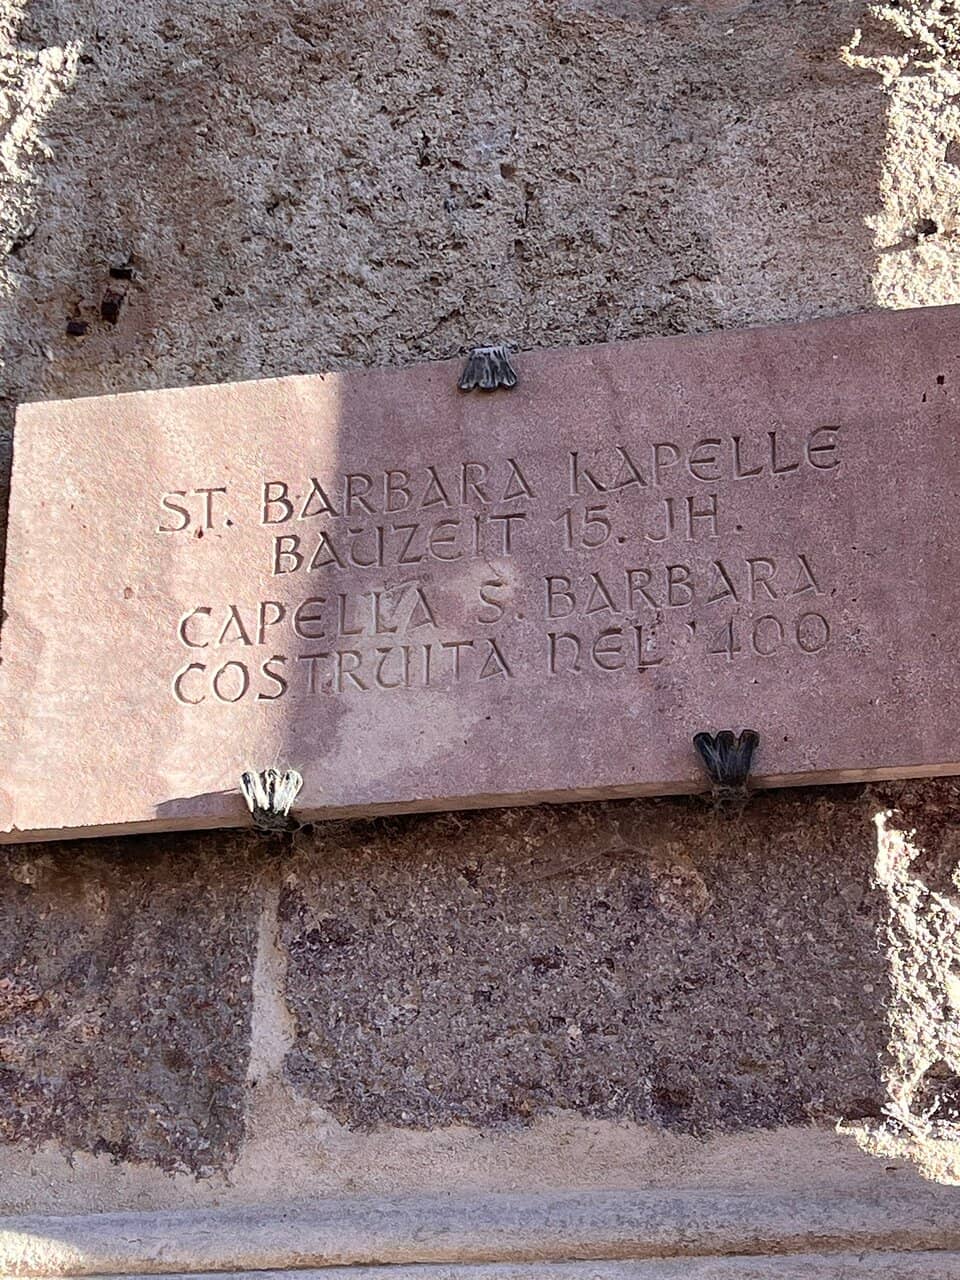 ST. BARBARA KAPELLE
BAUZEIT 15. JH.
CAPELLA S. BARBARA
COSTRUITA NEL '400